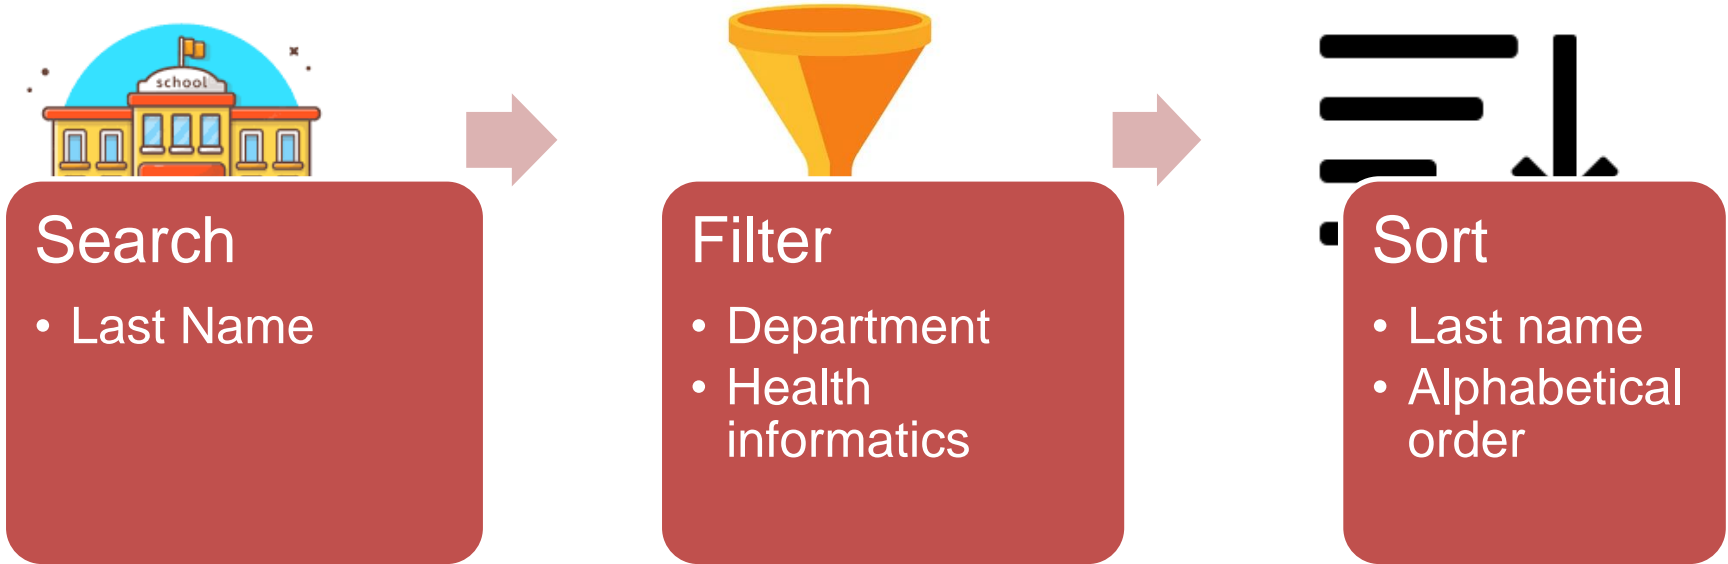 school
Search
• Last Name
Filter
• Department
• Health
informatics
Sort
• Last name
• Alphabetical
order